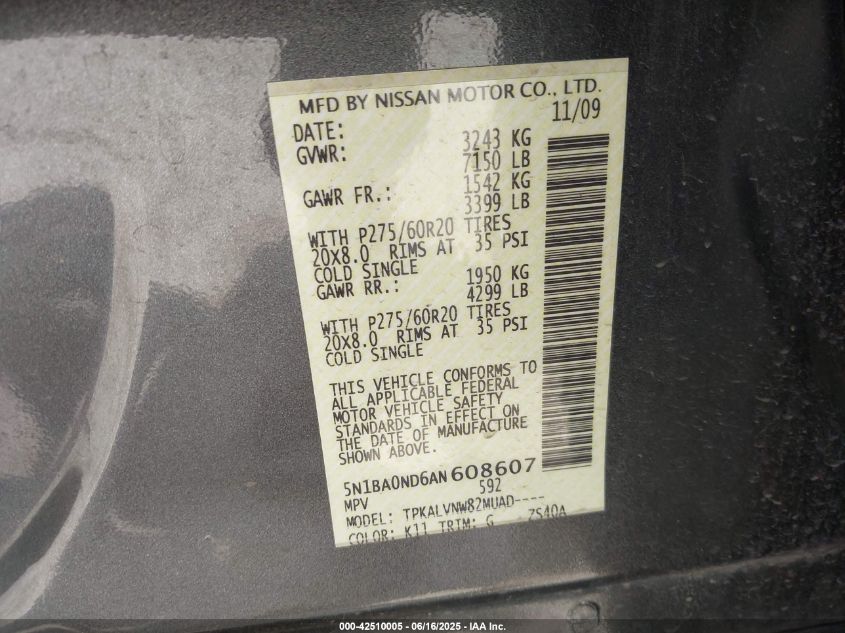 MFD BY NISSAN MOTOR CO., LTD.
DATE: 11/09
GVWR: 3243 KG
7150 LB
GAWR FR.: 1542 KG
3399 LB
WITH P275/60R20 TIRES
20X8.0 RIMS AT 35 PSI
COLD SINGLE
GAWR RR.: 1950 KG
4299 LB
WITH P275/60R20 TIRES
20X8.0 RIMS AT 35 PSI
COLD SINGLE
THIS VEHICLE CONFORMS TO
ALL APPLICABLE FEDERAL
MOTOR VEHICLE SAFETY
STANDARDS IN EFFECT ON
THE DATE OF MANUFACTURE
SHOWN ABOVE.
5N1BA0ND6AN608607
MPV 592
MODEL: TPKALVNW82MUAD----
COLOR: K11 TRIM: G ZS40A
000-42510005 - 06/16/2025 - IAA Inc.